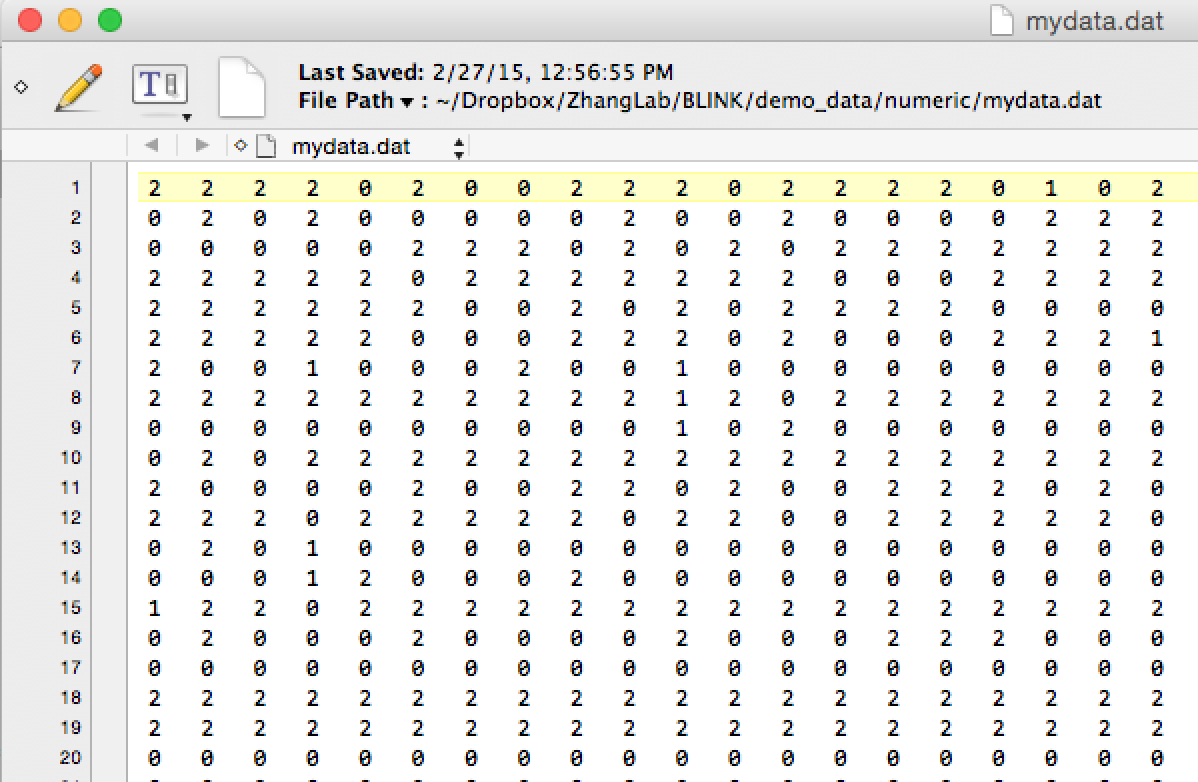 mydata.dat
T
Last Saved: 2/27/15, 12:56:55 PM
File Path ▾ : ~/Dropbox/ZhangLab/BLINK/demo_data/numeric/mydata.dat
mydata.dat
1 2 2 2 2 0 2 0 0 2 2 2 0 2 2 2 2 0 1 0 2
2 0 2 0 2 0 0 0 0 0 2 0 0 2 0 0 0 0 2 2 2
3 0 0 0 0 0 2 2 2 0 2 0 2 0 2 2 2 2 2 2 2
4 2 2 2 2 2 0 2 2 2 2 2 2 2 0 0 0 2 2 2 2
5 2 2 2 2 2 2 0 0 2 0 2 0 2 2 2 2 0 0 0 0
6 2 2 2 2 2 0 0 0 2 2 2 0 2 0 0 0 2 2 2 1
7 2 0 0 1 0 0 0 2 0 0 1 0 0 0 0 0 0 0 0 0
8 2 2 2 2 2 2 2 2 2 2 1 2 0 2 2 2 2 2 2 2
9 0 0 0 0 0 0 0 0 0 0 1 0 2 0 0 0 0 0 0 0
10 0 2 0 2 2 2 2 2 2 2 2 2 2 2 2 2 2 2 2 2
11 2 0 0 0 0 2 0 0 2 2 0 2 0 0 2 2 2 0 2 0
12 2 2 2 0 2 2 2 2 2 0 2 2 0 0 2 2 2 2 2 0
13 0 2 0 1 0 0 0 0 0 0 0 0 0 0 0 0 0 0 0 0
14 0 0 0 1 2 0 0 0 2 0 0 0 0 0 0 0 0 0 0 0
15 1 2 2 0 2 2 2 2 2 2 2 2 2 2 2 2 2 2 2 2
16 0 2 0 0 0 2 0 0 0 0 2 0 0 0 2 2 2 0 0 0
17 0 0 0 0 0 0 0 0 0 0 0 0 0 0 0 0 0 0 0 0
18 2 2 2 2 2 2 2 2 2 2 2 2 2 2 2 2 2 2 2 2
19 2 2 2 2 2 2 2 2 2 2 2 2 2 2 2 2 2 2 2 2
20 0 0 0 0 0 0 0 0 0 0 0 0 0 0 0 0 0 0 0 0